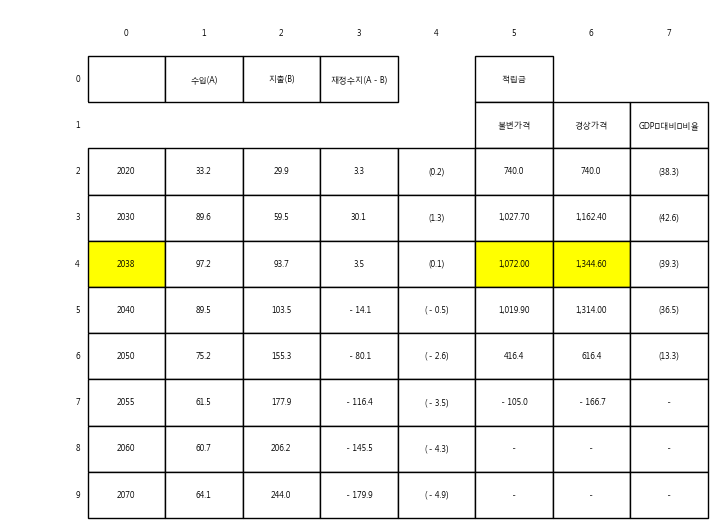 0 1 2 3 4 5 6 7
0 수입(A) 지출(B) 재정수지(A - B) 적립금
1 불변가격 경상가격 GDP□대비□비율
2 2020 33.2 29.9 3.3 (0.2) 740.0 740.0 (38.3)
3 2030 89.6 59.5 30.1 (1.3) 1,027.70 1,162.40 (42.6)
4 2038 97.2 93.7 3.5 (0.1) 1,072.00 1,344.60 (39.3)
5 2040 89.5 103.5 - 14.1 ( - 0.5) 1,019.90 1,314.00 (36.5)
6 2050 75.2 155.3 - 80.1 ( - 2.6) 416.4 616.4 (13.3)
7 2055 61.5 177.9 - 116.4 ( - 3.5) - 105.0 - 166.7 -
8 2060 60.7 206.2 - 145.5 ( - 4.3) - - -
9 2070 64.1 244.0 - 179.9 ( - 4.9) - - -